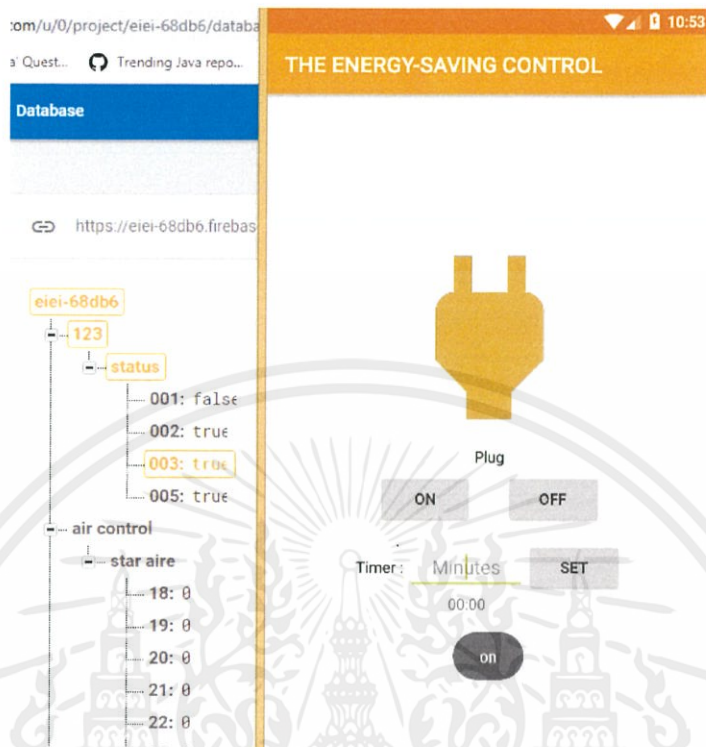 :om/u/0/project/eiei-68db6/databa
a' Quest...
Trending Java repo...
Database
https://eiei-68db6.firebas
eiei-68db6
123
status
001: false
002: true
003: true
005: true
air control
star aire
18: 0
19: 0
20: 0
21: 0
22: 0
10:53
THE ENERGY-SAVING CONTROL
Plug
ON OFF
Timer : Minutes SET
00:00
on